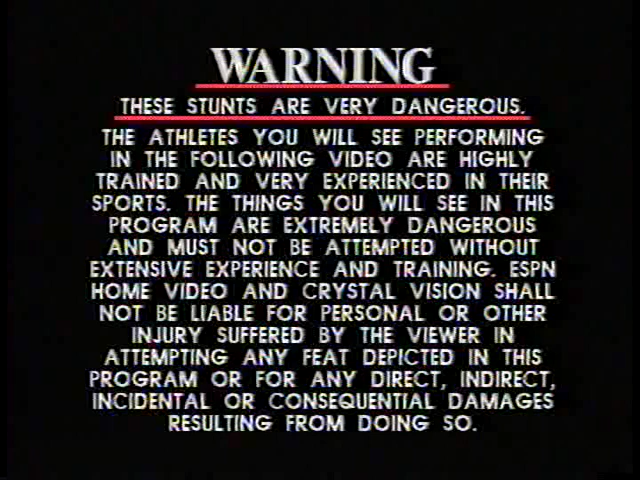 WARNING
THESE STUNTS ARE VERY DANGEROUS.
THE ATHLETES YOU WILL SEE PERFORMING
IN THE FOLLOWING VIDEO ARE HIGHLY
TRAINED AND VERY EXPERIENCED IN THEIR
SPORTS. THE THINGS YOU WILL SEE IN THIS
PROGRAM ARE EXTREMELY DANGEROUS
AND MUST NOT BE ATTEMPTED WITHOUT
EXTENSIVE EXPERIENCE AND TRAINING. ESPN
HOME VIDEO AND CRYSTAL VISION SHALL
NOT BE LIABLE FOR PERSONAL OR OTHER
INJURY SUFFERED BY THE VIEWER IN
ATTEMPTING ANY FEAT DEPICTED IN THIS
PROGRAM OR FOR ANY DIRECT, INDIRECT,
INCIDENTAL OR CONSEQUENTIAL DAMAGES
RESULTING FROM DOING SO.